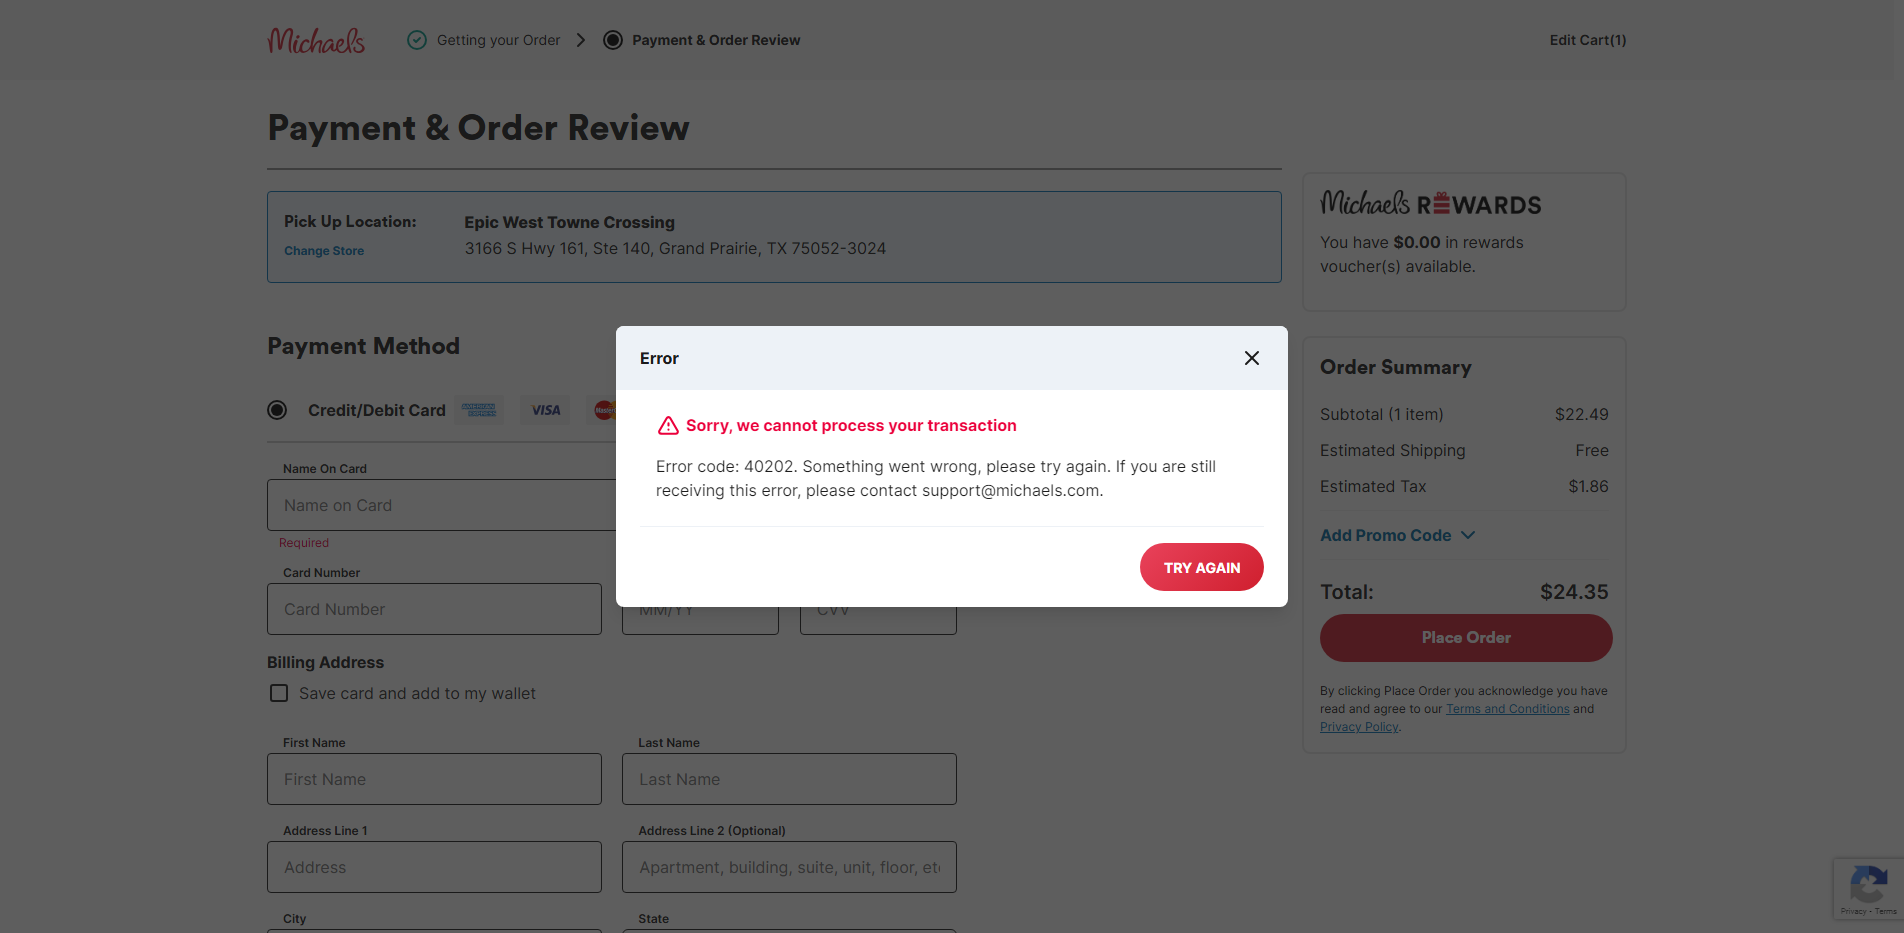 Michaels
Getting your Order
Payment & Order Review
Edit Cart(1)
Payment & Order Review
Pick Up Location:
Epic West Towne Crossing
Change Store
3166 S Hwy 161, Ste 140, Grand Prairie, TX 75052-3024
Michaels REWARDS
You have $0.00 in rewards
voucher(s) available.
Payment Method
Credit/Debit Card
AMERICAN
EXPRESS
VISA
Name On Card
Name on Card
Required
Card Number
Card Number
MM/YY
CVV
Error
Sorry, we cannot process your transaction
Error code: 40202. Something went wrong, please try again. If you are still
receiving this error, please contact support@michaels.com.
TRY AGAIN
Order Summary
Subtotal (1 item) $22.49
Estimated Shipping Free
Estimated Tax $1.86
Add Promo Code
Total: $24.35
Place Order
By clicking Place Order you acknowledge you have
read and agree to our Terms and Conditions and
Privacy Policy.
Billing Address
Save card and add to my wallet
First Name
First Name
Last Name
Last Name
Address Line 1
Address
Address Line 2 (Optional)
Apartment, building, suite, unit, floor, etc
City
State
Privacy - Terms